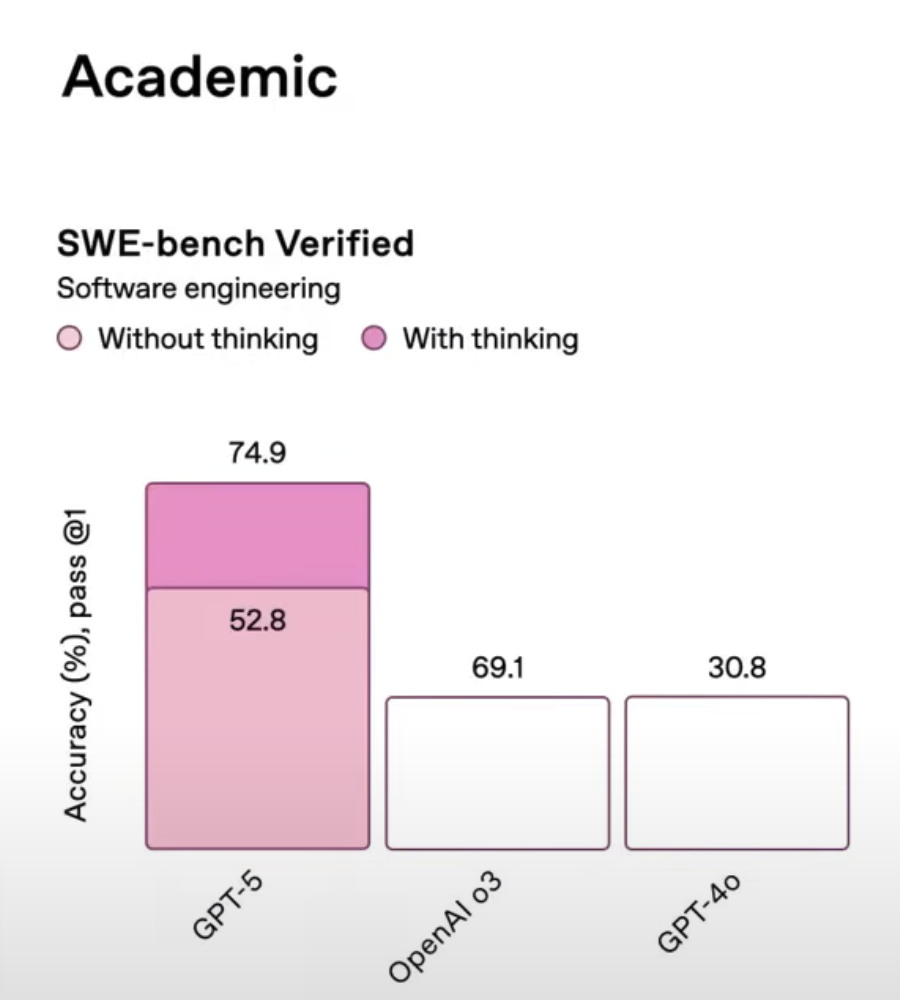 Academic
SWE-bench Verified
Software engineering
Without thinking
With thinking
74.9
52.8
69.1
30.8
Accuracy (%), pass @1
GPT-5
OpenAI o3
GPT-4o